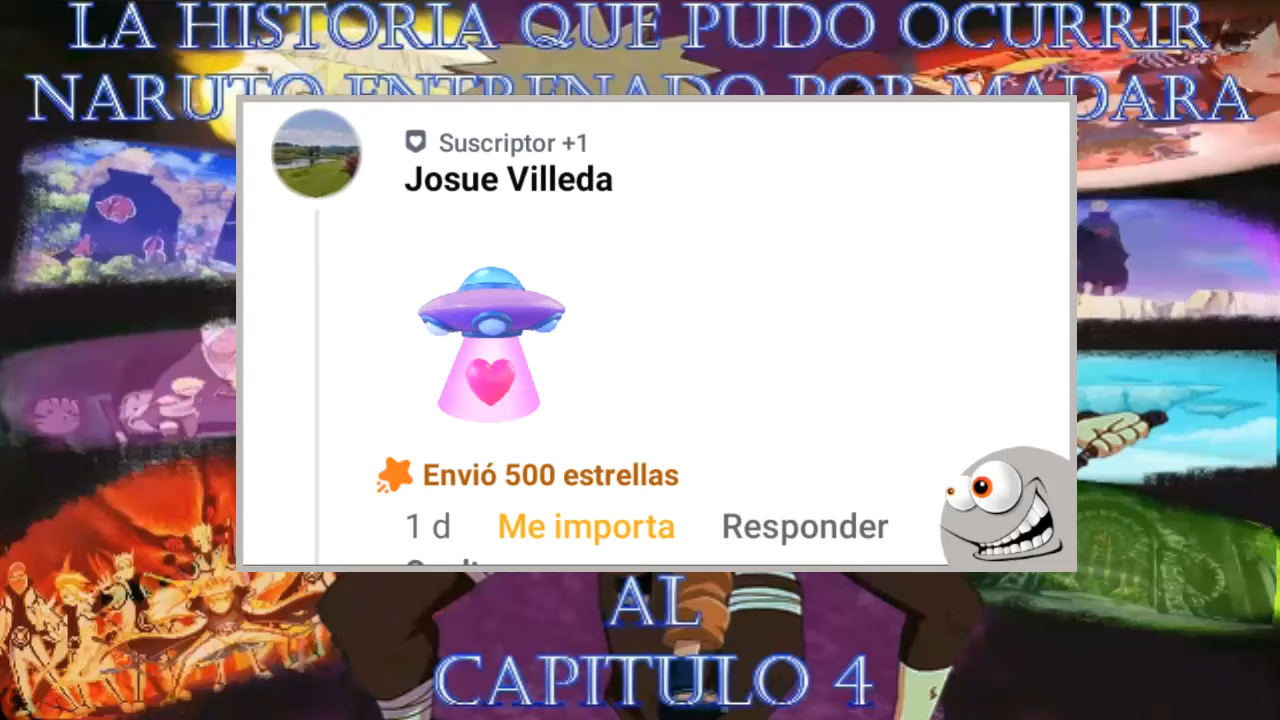 LA HISTORIA QUE PUDO OCURRIR
NARUTO ENTRENADO POR MADARA
Suscriptor +1
Josue Villeda
Envió 500 estrellas
1 d Me importa Responder
AL
CAPITULO 4